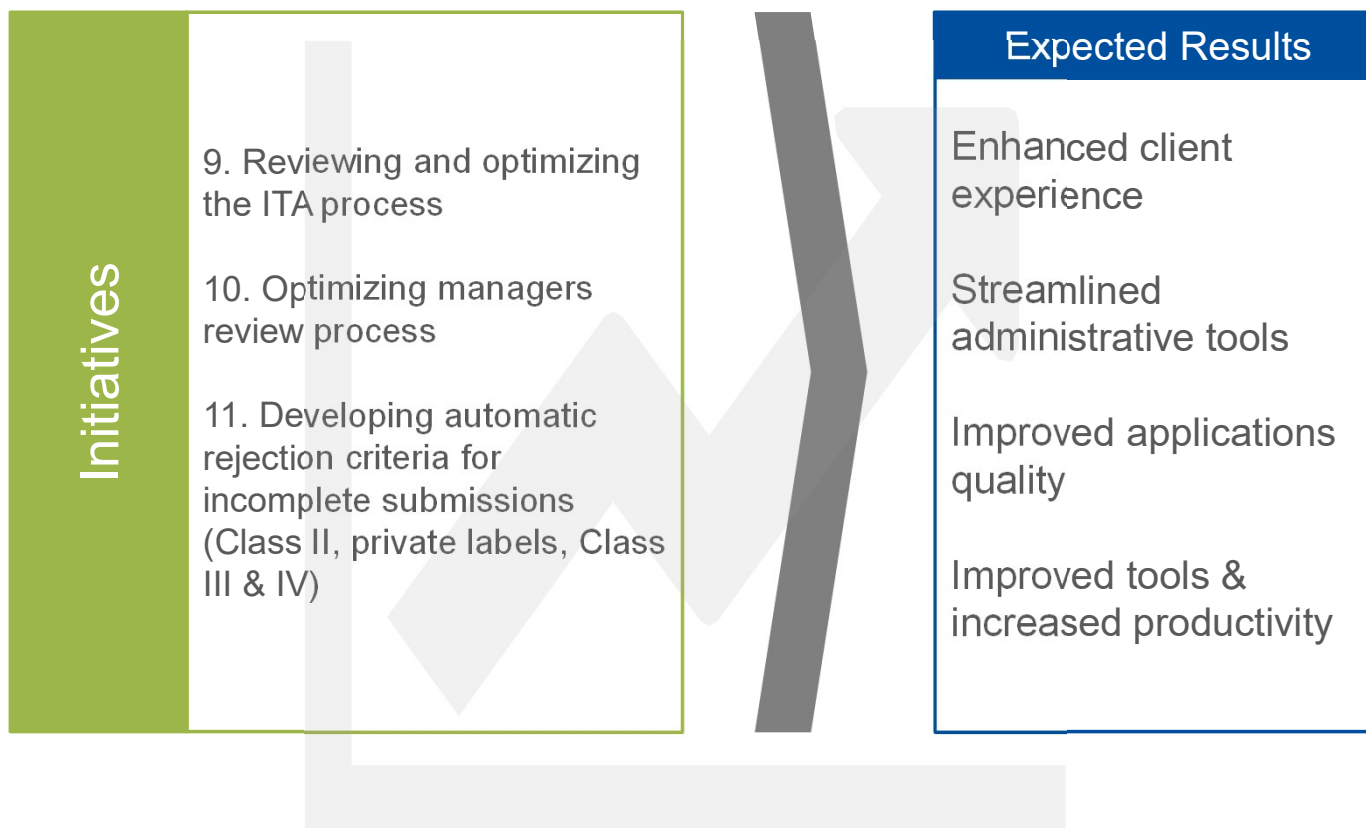 Initiatives
9. Reviewing and optimizing
the ITA process
10. Optimizing managers
review process
11. Developing automatic
rejection criteria for
incomplete submissions
(Class II, private labels, Class
III & IV)
Expected Results
Enhanced client
experience
Streamlined
administrative tools
Improved applications
quality
Improved tools &
increased productivity